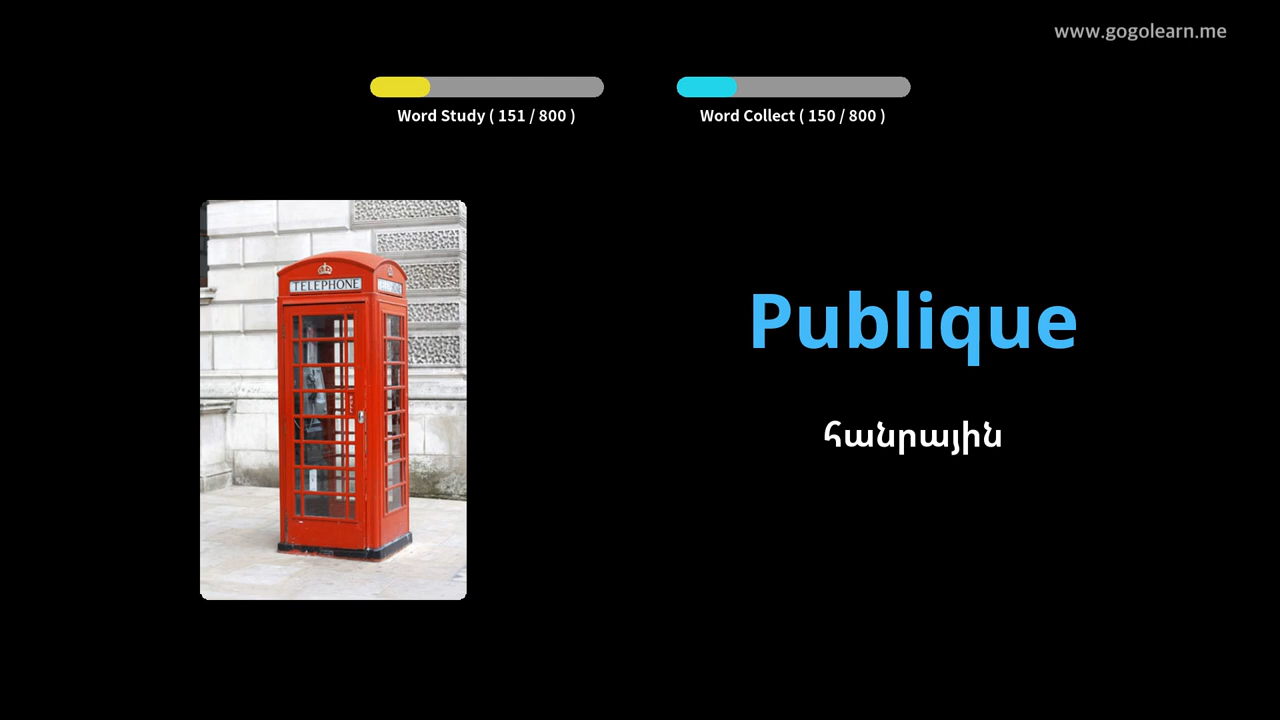 www.gogolearn.me
Word Study ( 151 / 800 )
Word Collect ( 150 / 800 )
TELEPHONE
Publique
հանրային